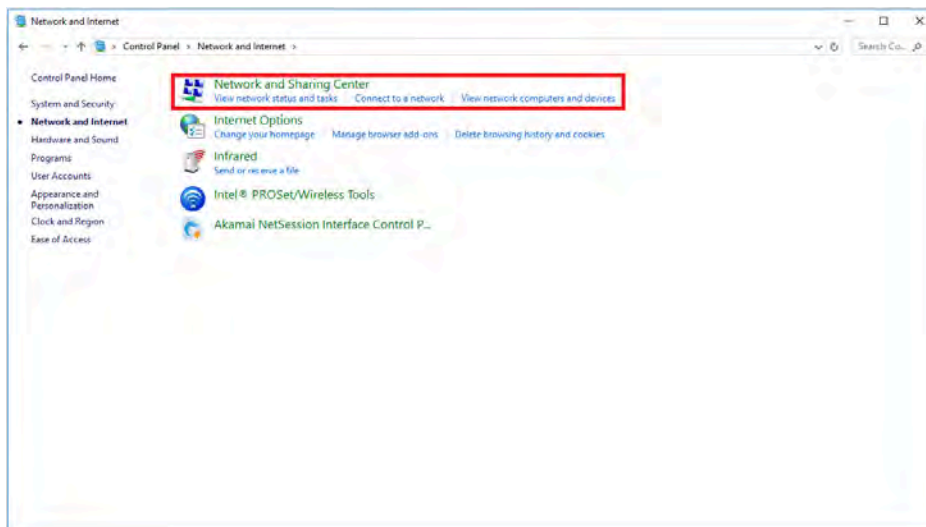 Network and Internet
Control Panel > Network and Internet >
Search Co...
Control Panel Home
System and Security
Network and Internet
Hardware and Sound
Programs
User Accounts
Appearance and
Personalization
Clock and Region
Ease of Access
Network and Sharing Center
View network status and tasks Connect to a network View network computers and devices
Internet Options
Change your homepage Manage browser add-ons Delete browsing history and cookies
Infrared
Send or receive a file
Intel® PROSet/Wireless Tools
Akamai NetSession Interface Control P...